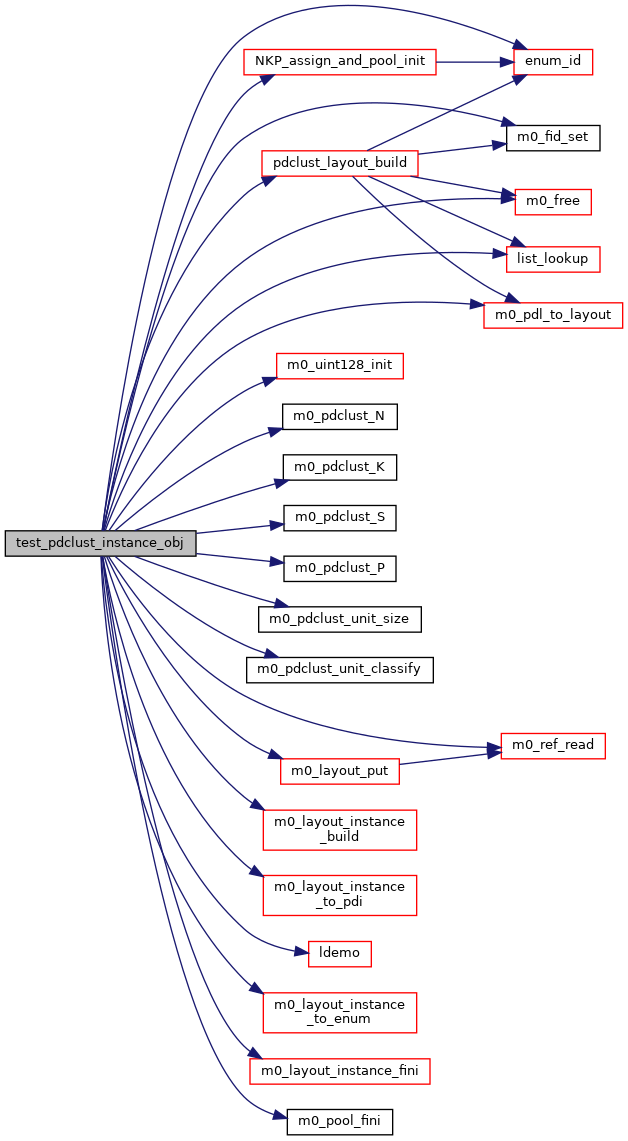 NKP_assign_and_pool_init
enum_id
m0_fid_set
pdclust_layout_build
m0_free
list_lookup
m0_pdl_to_layout
m0_uint128_init
m0_pdclust_N
m0_pdclust_K
m0_pdclust_S
test_pdclust_instance_obj
m0_pdclust_P
m0_pdclust_unit_size
m0_pdclust_unit_classify
m0_ref_read
m0_layout_put
m0_layout_instance
_build
m0_layout_instance
_to_pdi
ldemo
m0_layout_instance
_to_enum
m0_layout_instance_fini
m0_pool_fini